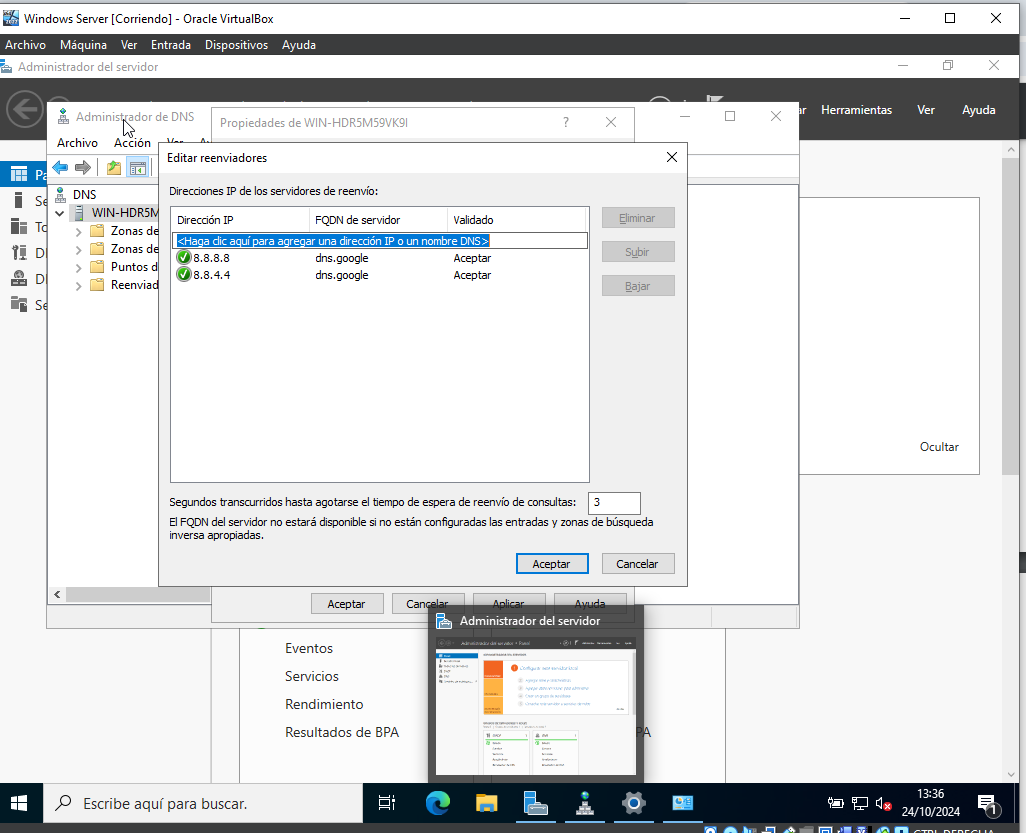 Windows Server [Corriendo] - Oracle VirtualBox
Archivo Máquina Ver Entrada Dispositivos Ayuda
Administrador del servidor
Herramientas Ver Ayuda
Administrador de DNS
Propiedades de WIN-HDR5M59VK9I ?
Archivo Acción Ver
Editar reenviadores
Direcciones IP de los servidores de reenvío:
DNS
WIN-HDR5M
Zonas de
Zonas de
Puntos d
Reenviad
Dirección IP FQDN de servidor Validado
<Haga clic aquí para agregar una dirección IP o un nombre DNS>
8.8.8.8 dns.google Aceptar
8.8.4.4 dns.google Aceptar
Eliminar
Subir
Bajar
Ocultar
Segundos transcurridos hasta agotarse el tiempo de espera de reenvío de consultas: 3
El FQDN del servidor no estará disponible si no están configuradas las entradas y zonas de búsqueda
inversa apropiadas.
Aceptar Cancelar
Aceptar Cancelar Aplicar Ayuda
Administrador del servidor
Eventos
Servicios
Rendimiento
Resultados de BPA
PA
Escribe aquí para buscar.
13:36
24/10/2024
1
CTRL DERECHA